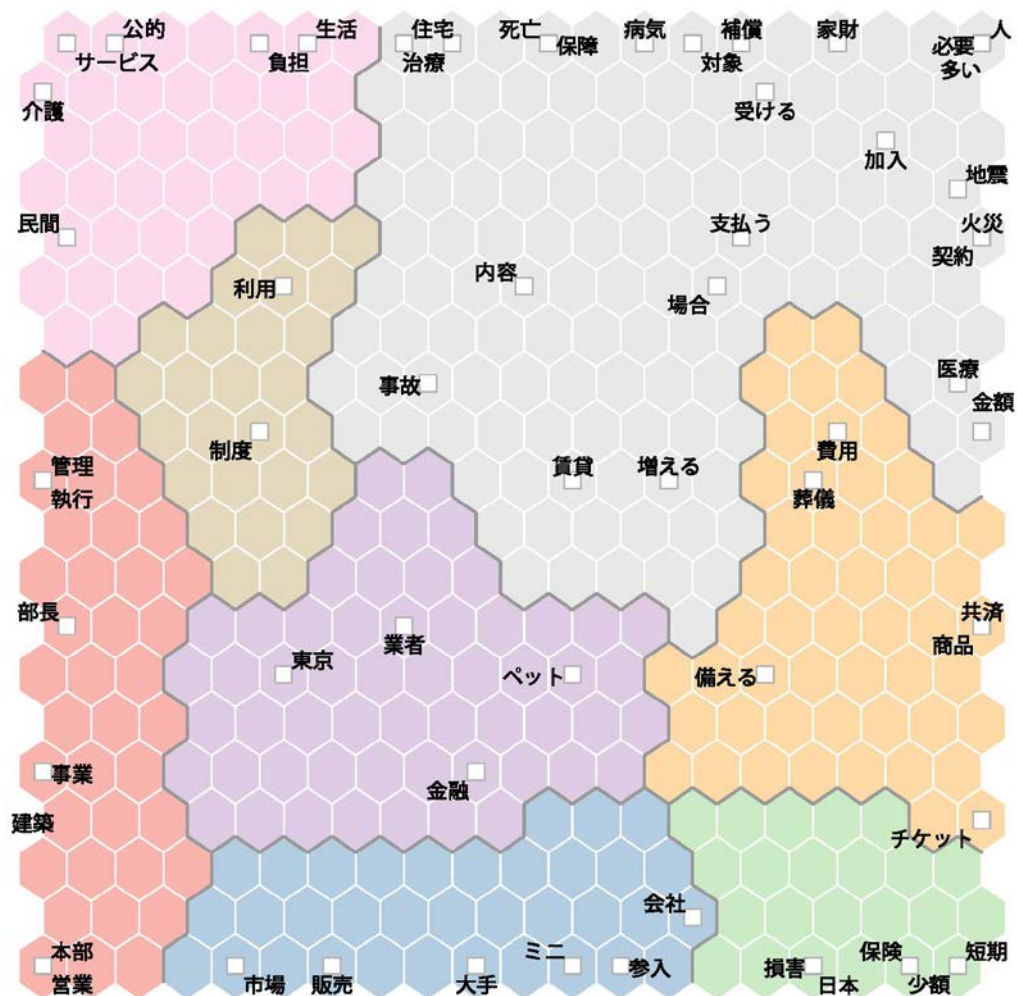 公的
生活
住宅
死亡
病気
補償
家財
人
サービス
負担
治療
保障
対象
必要
多い
介護
受ける
加入
地震
民間
支払う
火災
契約
利用
内容
場合
事故
医療
金額
制度
費用
管理
賃貸
増える
執行
葬儀
部長
業者
共済
商品
東京
ペット
備える
事業
金融
建築
チケット
会社
本部
ミニ
保険
短期
営業
市場
販売
大手
参入
損害
日本
少額